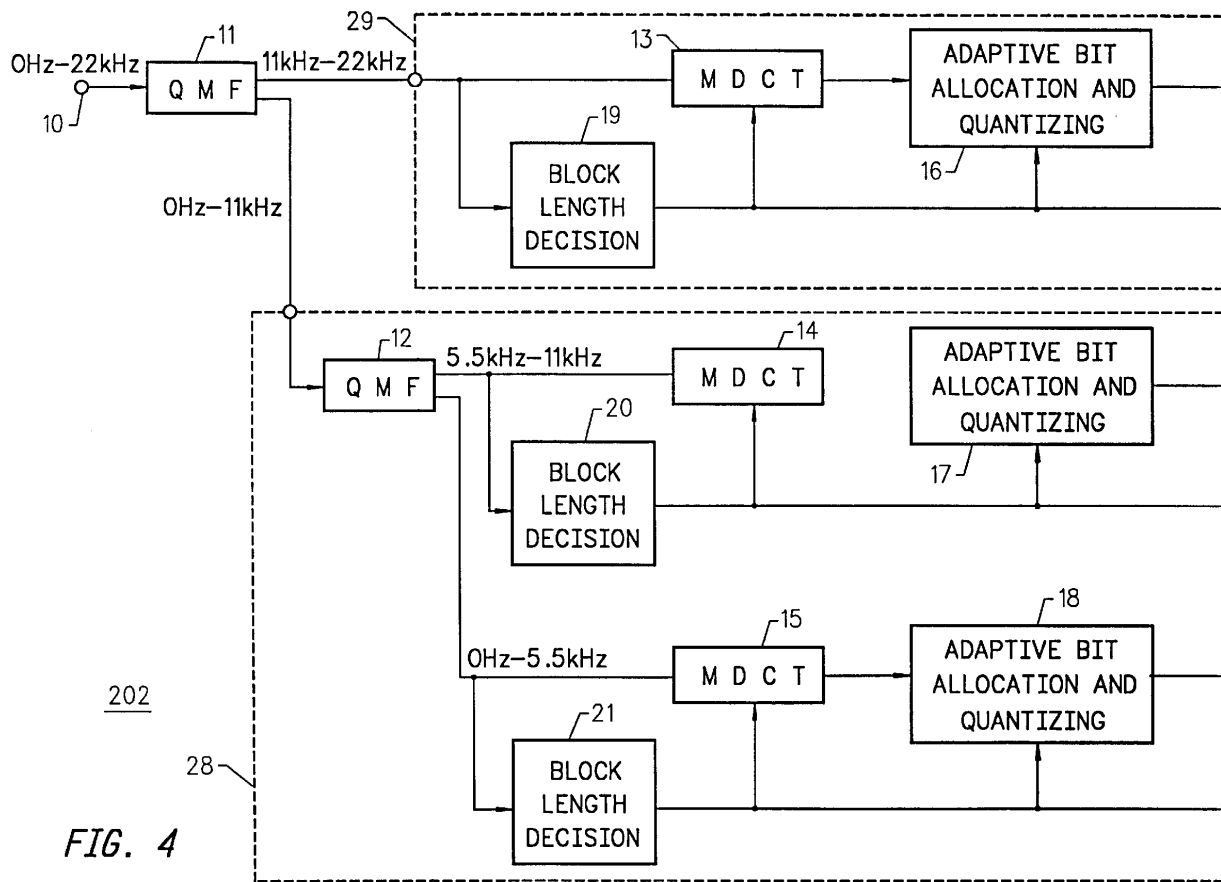 29
11
13
0Hz-22kHz
11kHz-22kHz
Q M F
M D C T
ADAPTIVE BIT
ALLOCATION AND
QUANTIZING
10
19
16
BLOCK
LENGTH
DECISION
0Hz-11kHz
12
5.5kHz-11kHz
14
Q M F
M D C T
ADAPTIVE BIT
ALLOCATION AND
QUANTIZING
20
17
BLOCK
LENGTH
DECISION
15
18
0Hz-5.5kHz
M D C T
ADAPTIVE BIT
ALLOCATION AND
QUANTIZING
202
21
28
BLOCK
LENGTH
DECISION
FIG. 4